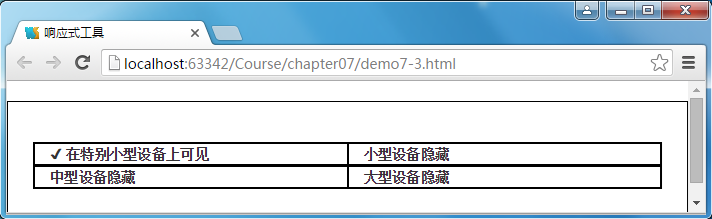 响应式工具
localhost:63342/Course/chapter07/demo7-3.html
✔ 在特别小型设备上可见
小型设备隐藏
中型设备隐藏
大型设备隐藏